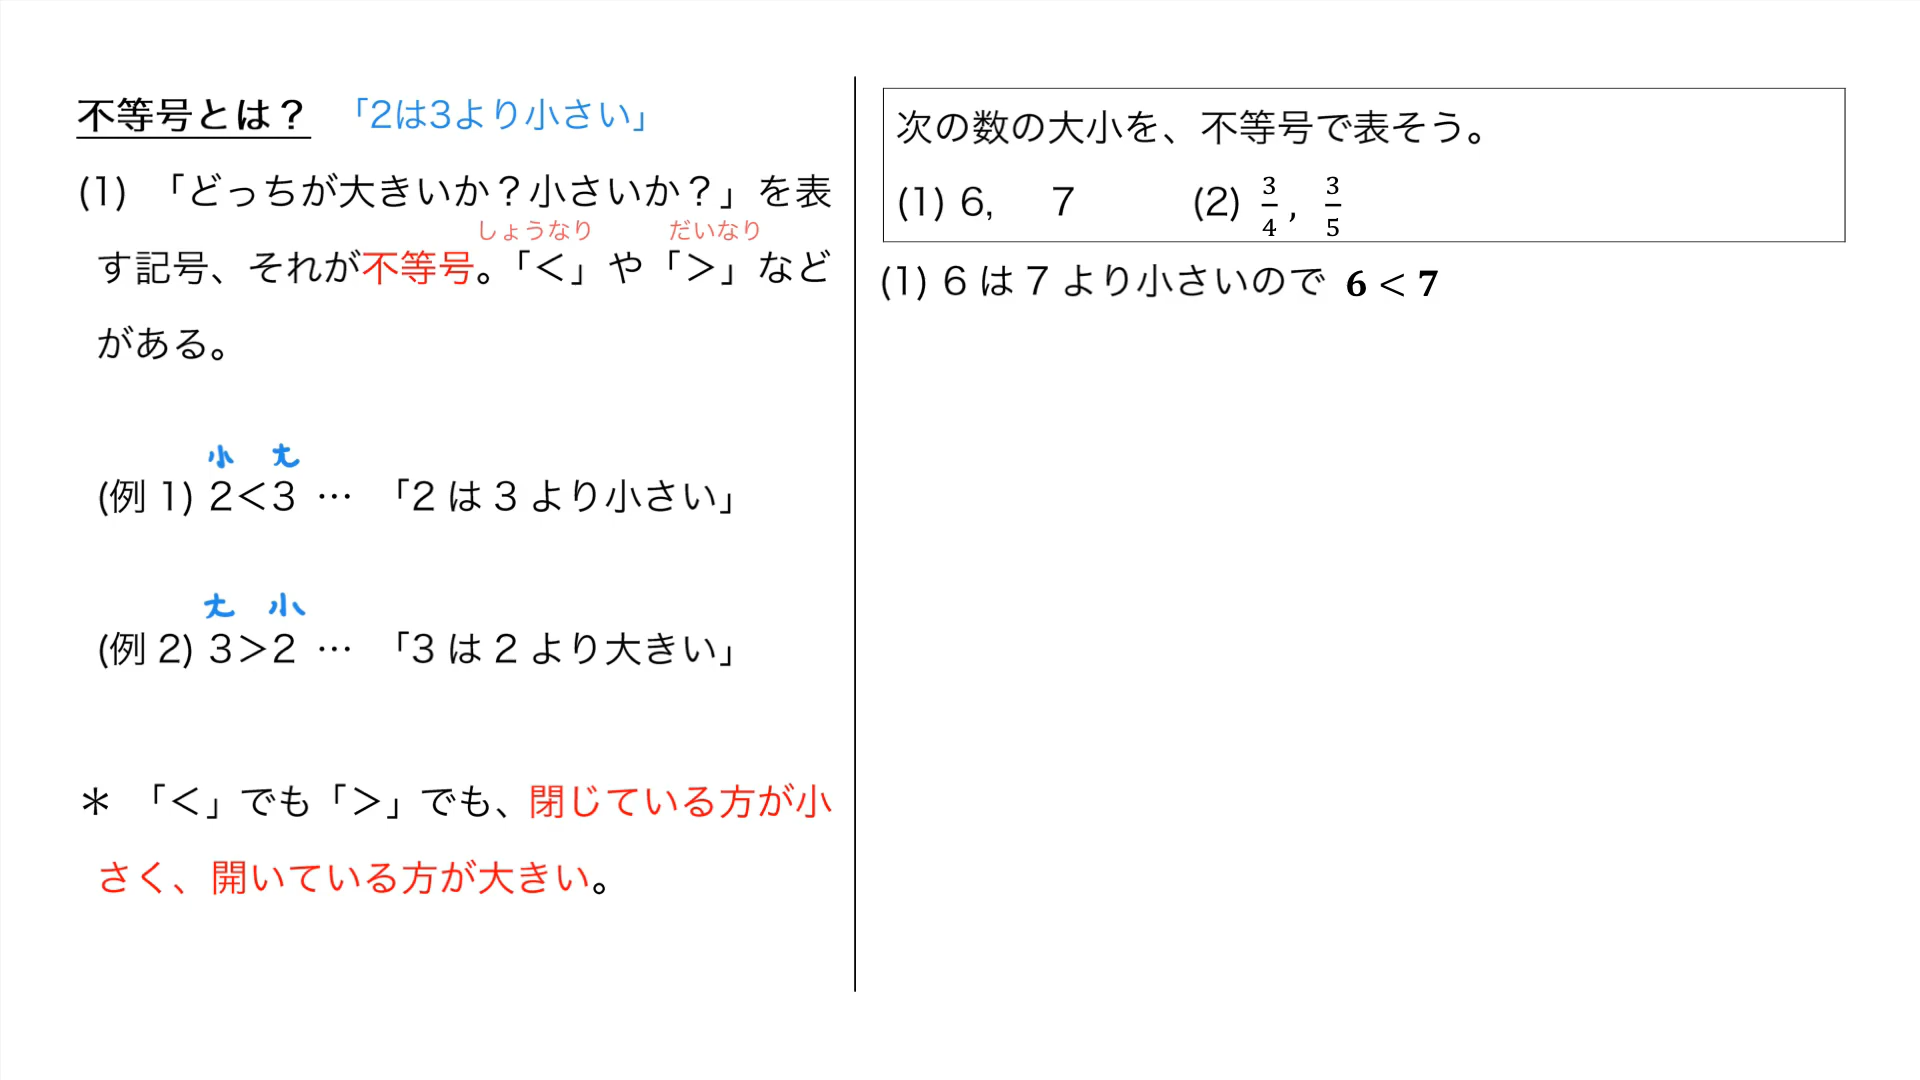 不等号とは？ 「2は3より小さい」
(1) 「どっちが大きいか？小さいか？」を表
しょうなり だいなり
す記号、それが不等号。「＜」や「＞」など
がある。
小 大
(例 1) 2＜3 … 「2 は 3 より小さい」
大 小
(例 2) 3＞2 … 「3 は 2 より大きい」
＊ 「＜」でも「＞」でも、閉じている方が小
さく、開いている方が大きい。
次の数の大小を、不等号で表そう。
(1) 6, 7 (2) 3/4 , 3/5
(1) 6 は 7 より小さいので 6 < 7